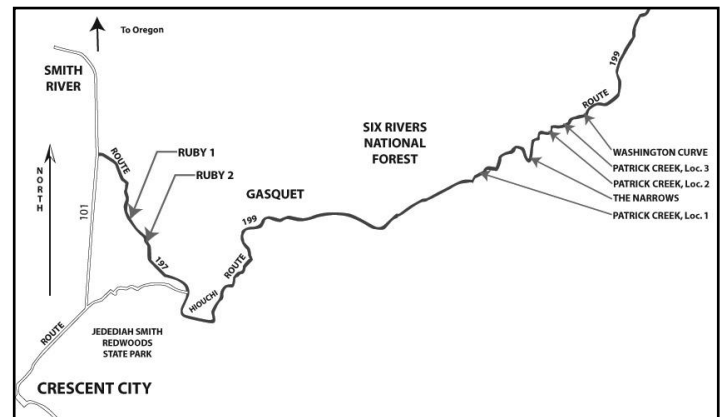 To Oregon
SMITH
RIVER
199
ROUTE
SIX RIVERS
NATIONAL
FOREST
WASHINGTON CURVE
PATRICK CREEK, Loc. 3
PATRICK CREEK, Loc. 2
THE NARROWS
PATRICK CREEK, Loc. 1
NORTH
ROUTE
RUBY 1
RUBY 2
GASQUET
101
199
ROUTE
197
HIOUCHI
ROUTE
JEDEDIAH SMITH
REDWOODS
STATE PARK
CRESCENT CITY